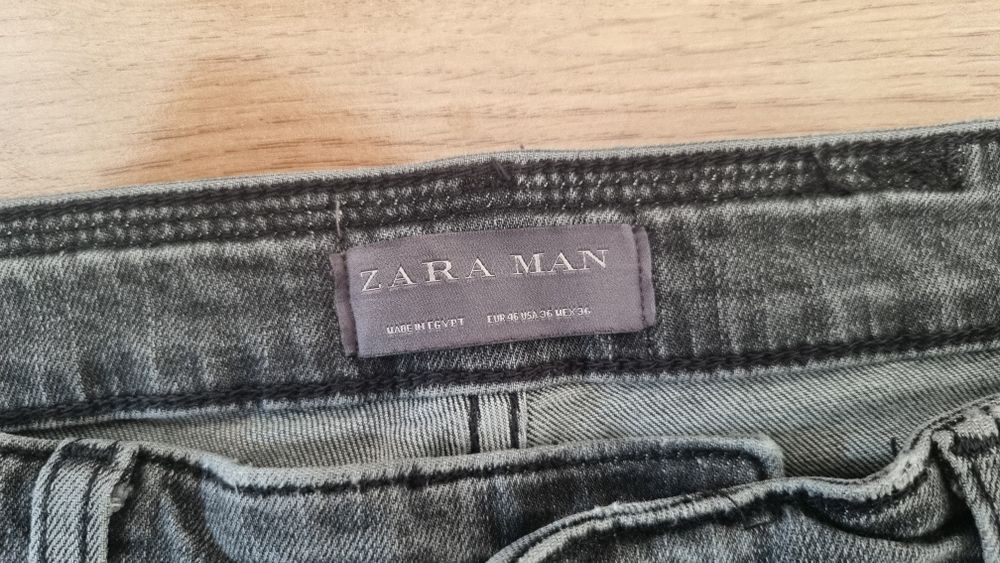 ZARA MAN
MADE IN EGYPT EUR 46 USA 36 MEX 36